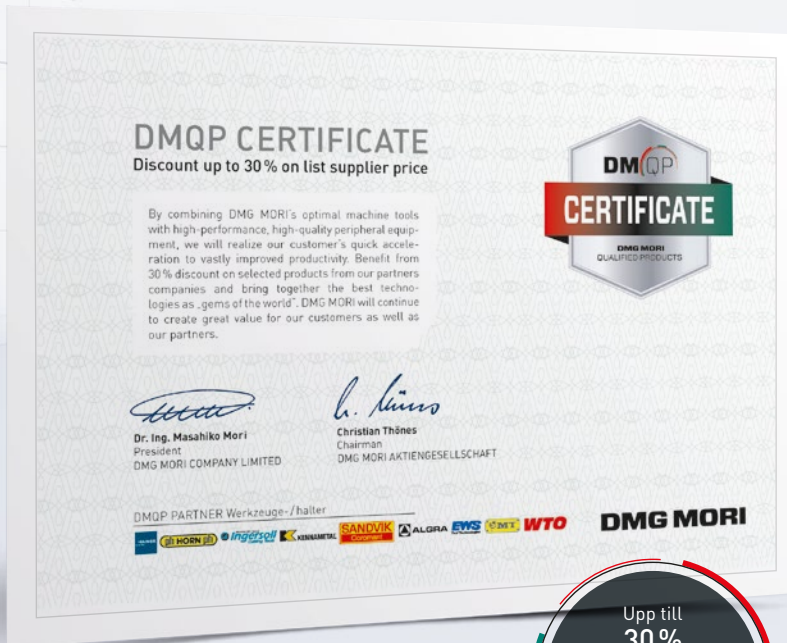 DMQP CERTIFICATE
Discount up to 30 % on list supplier price
By combining DMG MORI's optimal machine tools
with high-performance, high-quality peripheral equip-
ment, we will realize our customer's quick accele-
ration to vastly improved productivity. Benefit from
30 % discount on selected products from our partners
companies and bring together the best techno-
logies as „gems of the world". DMG MORI will continue
to create great value for our customers as well as
our partners.
DMQP
CERTIFICATE
DMG MORI
QUALIFIED PRODUCTS
Dr. Ing. Masahiko Mori
President
DMG MORI COMPANY LIMITED
Christian Thönes
Chairman
DMG MORI AKTIENGESELLSCHAFT
DMQP PARTNER Werkzeuge-/halter
ph HORN ph Ingersoll KENNAMETAL SANDVIK Coromant ALGRA EWS MT WTO
DMG MORI
Upp till
30 %